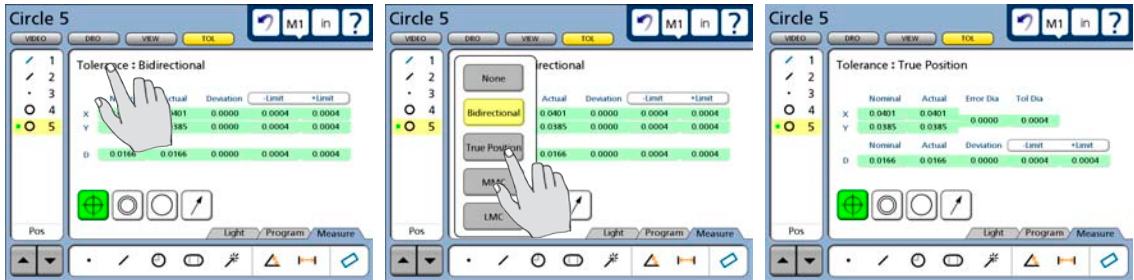 Circle 5
M1 in ?
VIDEO DRO VIEW TOL
1
2
3
4
5
Tolerance : Bidirectional
Actual Deviation -Limit +Limit
X 0401 0.0000 0.0004 0.0004
Y 0385 0.0000 0.0004 0.0004
D 0.0166 0.0166 0.0000 0.0004 0.0004
Pos
Light Program Measure
Circle 5
M1 in ?
VIDEO DRO VIEW TOL
1
2
3
4
5
None
Bidirectional
True Position
MMC
LMC
irectional
Actual Deviation -Limit +Limit
0.0401 0.0000 0.0004 0.0004
0.0385 0.0000 0.0004 0.0004
0.0166 0.0000 0.0004 0.0004
Pos
Light Program Measure
Circle 5
M1 in ?
VIDEO DRO VIEW TOL
1
2
3
4
5
Tolerance : True Position
Nominal Actual Error Dia Tol Dia
X 0.0401 0.0401
0.0000 0.0004
Y 0.0385 0.0385
Nominal Actual Deviation -Limit +Limit
D 0.0166 0.0166 0.0000 0.0004 0.0004
Pos
Light Program Measure